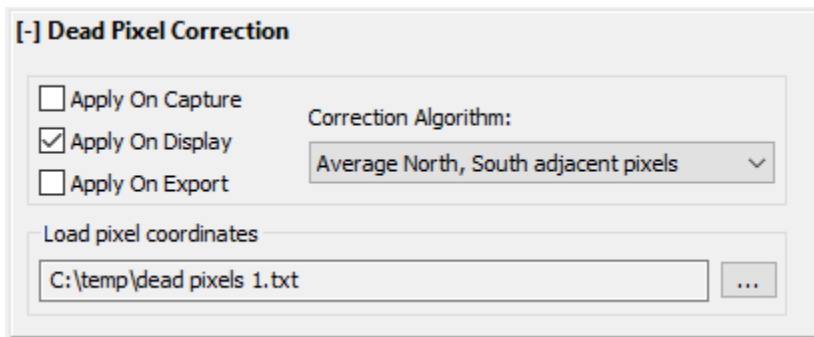 [-] Dead Pixel Correction
Apply On Capture
Apply On Display
Apply On Export
Correction Algorithm:
Average North, South adjacent pixels
Load pixel coordinates
C:\temp\dead pixels 1.txt
...